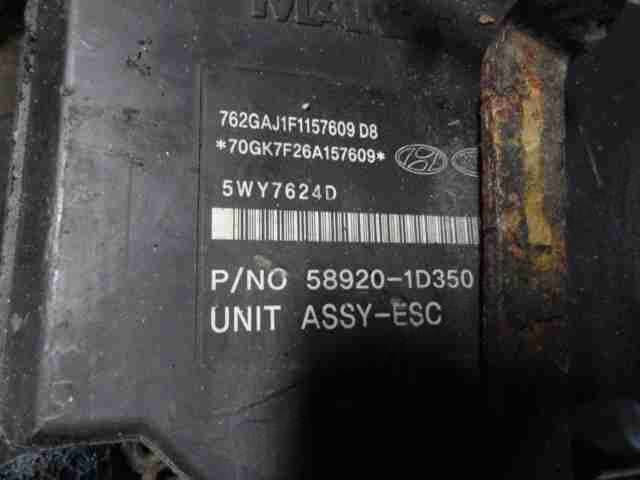 762GAJ1F1157609 D8
*70GK7F26A157609*
5WY7624D
P/NO 58920-1D350
UNIT ASSY-ESC